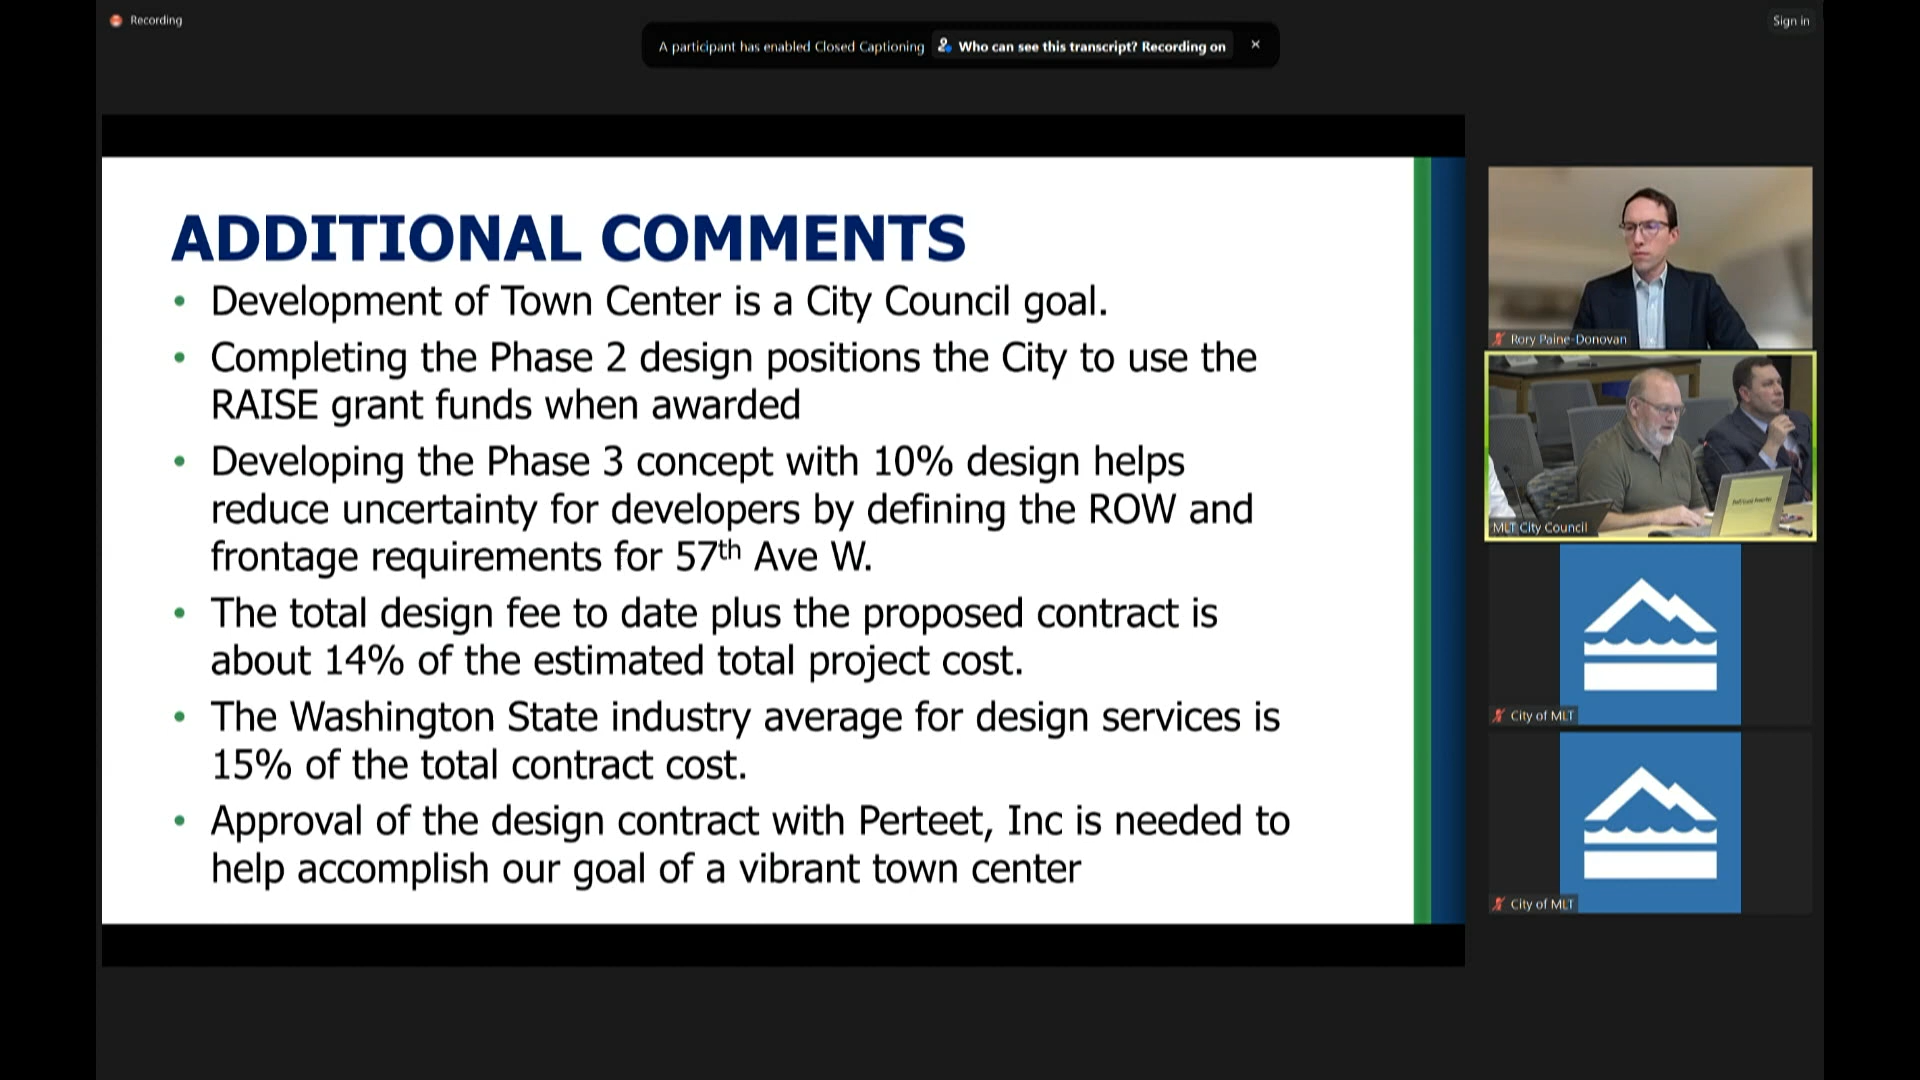 Recording
Sign in
A participant has enabled Closed Captioning Who can see this transcript? Recording on
ADDITIONAL COMMENTS
• Development of Town Center is a City Council goal.
• Completing the Phase 2 design positions the City to use the
RAISE grant funds when awarded
• Developing the Phase 3 concept with 10% design helps
reduce uncertainty for developers by defining the ROW and
frontage requirements for 57th Ave W.
• The total design fee to date plus the proposed contract is
about 14% of the estimated total project cost.
• The Washington State industry average for design services is
15% of the total contract cost.
• Approval of the design contract with Perteet, Inc is needed to
help accomplish our goal of a vibrant town center
Rory Paine-Donovan
MLT City Council
City of MLT
City of MLT